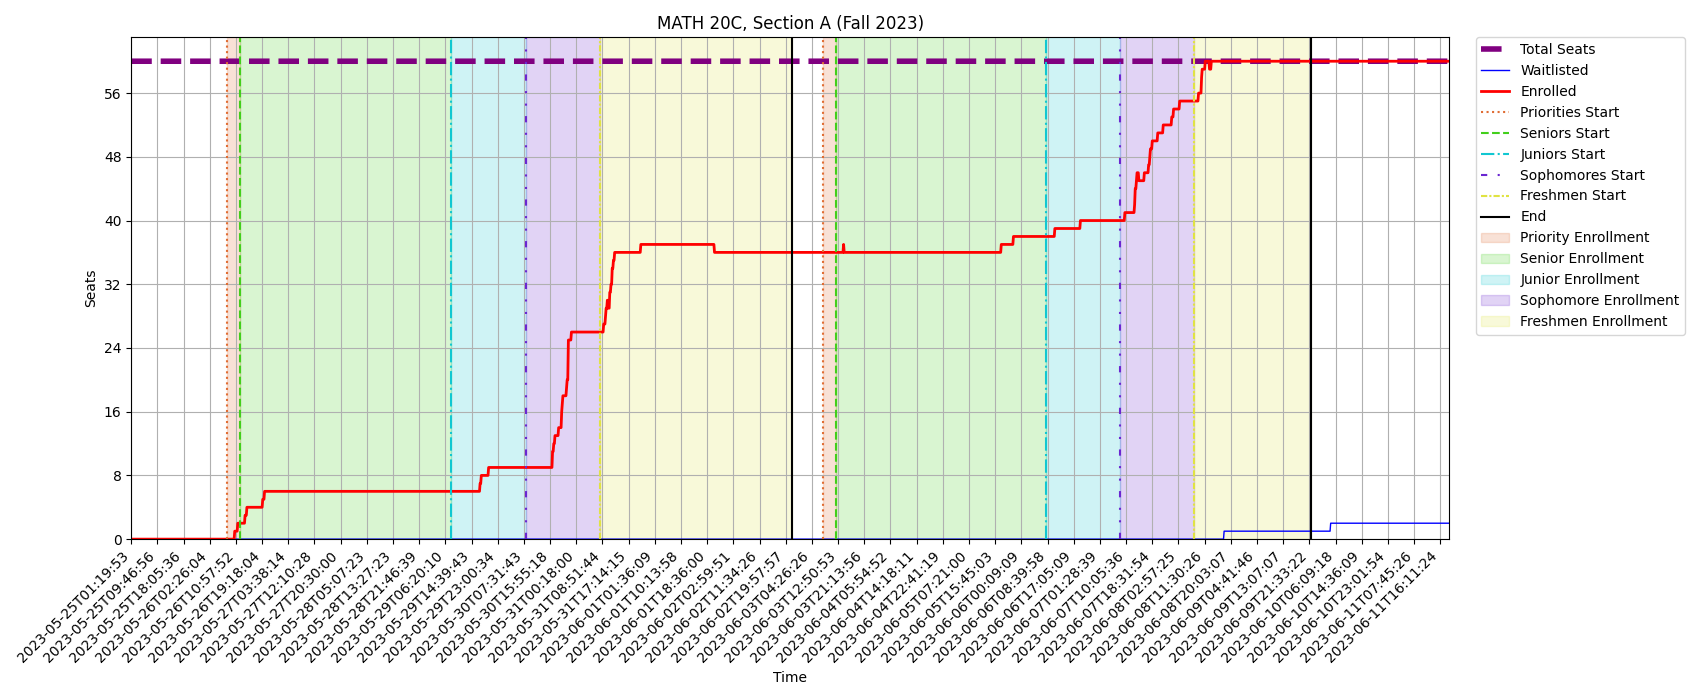 MATH 20C, Section A (Fall 2023)
Seats
56
48
40
32
24
16
8
0
2023-05-25T01:19:53
2023-05-25T09:46:56
2023-05-25T18:05:36
2023-05-26T02:26:04
2023-05-26T10:57:52
2023-05-26T19:18:04
2023-05-27T03:38:14
2023-05-27T12:10:28
2023-05-27T20:30:00
2023-05-28T05:07:23
2023-05-28T13:27:23
2023-05-28T21:46:39
2023-05-29T06:20:10
2023-05-29T14:39:43
2023-05-29T23:00:34
2023-05-30T07:31:43
2023-05-30T15:55:18
2023-05-31T00:18:00
2023-05-31T08:51:44
2023-05-31T17:14:15
2023-06-01T01:36:09
2023-06-01T10:13:58
2023-06-01T18:36:00
2023-06-02T02:59:51
2023-06-02T11:34:26
2023-06-02T19:57:57
2023-06-03T04:26:26
2023-06-03T12:50:53
2023-06-03T21:13:56
2023-06-04T05:54:52
2023-06-04T14:18:11
2023-06-04T22:41:19
2023-06-05T07:21:00
2023-06-05T15:45:03
2023-06-06T00:09:09
2023-06-06T08:39:58
2023-06-06T17:05:09
2023-06-07T01:28:39
2023-06-07T10:05:36
2023-06-07T18:31:54
2023-06-08T02:57:25
2023-06-08T11:30:26
2023-06-08T20:03:07
2023-06-09T04:41:46
2023-06-09T13:07:07
2023-06-09T21:33:22
2023-06-10T06:09:18
2023-06-10T14:36:09
2023-06-10T23:01:54
2023-06-11T07:45:26
2023-06-11T16:11:24
Time
Total Seats
Waitlisted
Enrolled
Priorities Start
Seniors Start
Juniors Start
Sophomores Start
Freshmen Start
End
Priority Enrollment
Senior Enrollment
Junior Enrollment
Sophomore Enrollment
Freshmen Enrollment